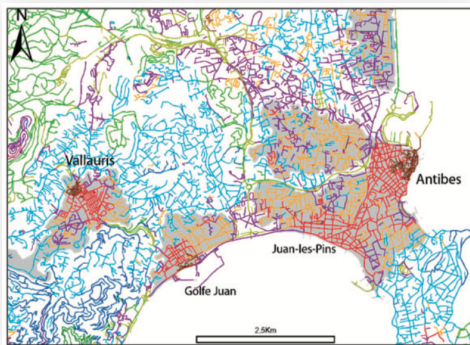 N
Vallauris
Antibes
Juan-les-Pins
Golfe Juan
2,5Km